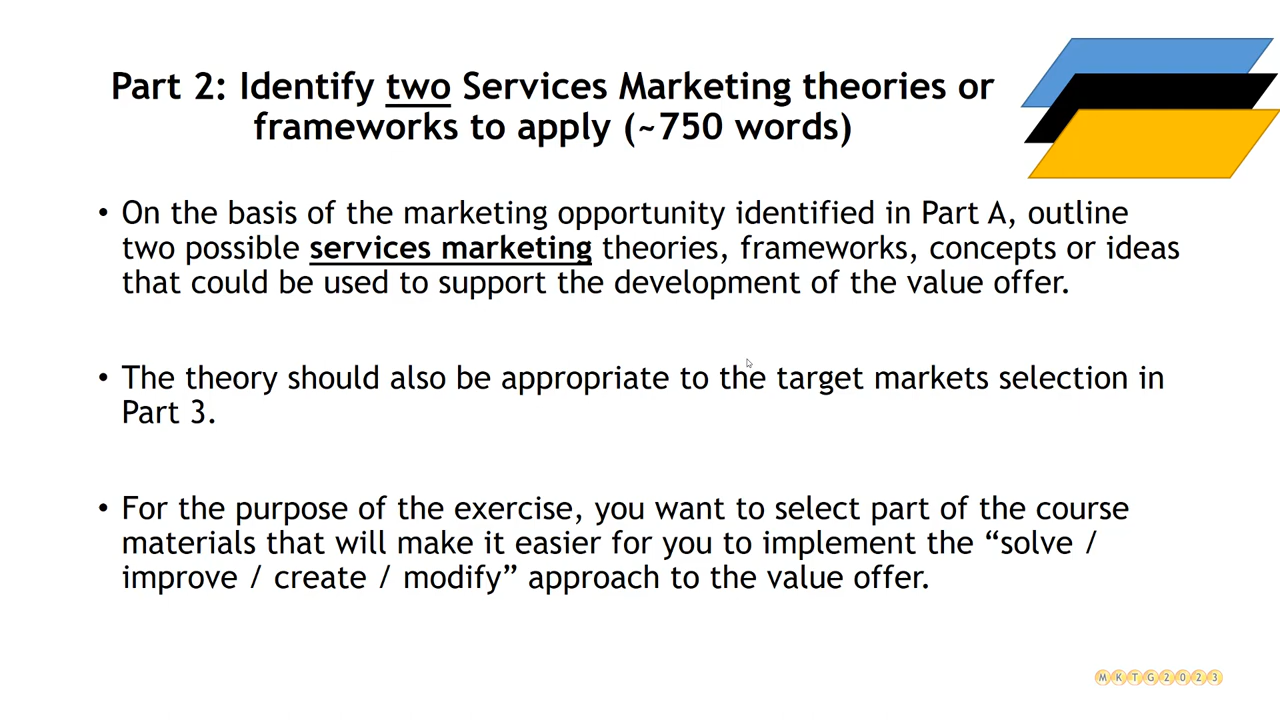 Part 2: Identify two Services Marketing theories or
frameworks to apply (~750 words)
• On the basis of the marketing opportunity identified in Part A, outline
two possible services marketing theories, frameworks, concepts or ideas
that could be used to support the development of the value offer.
• The theory should also be appropriate to the target markets selection in
Part 3.
• For the purpose of the exercise, you want to select part of the course
materials that will make it easier for you to implement the “solve /
improve / create / modify” approach to the value offer.
MKTG2023